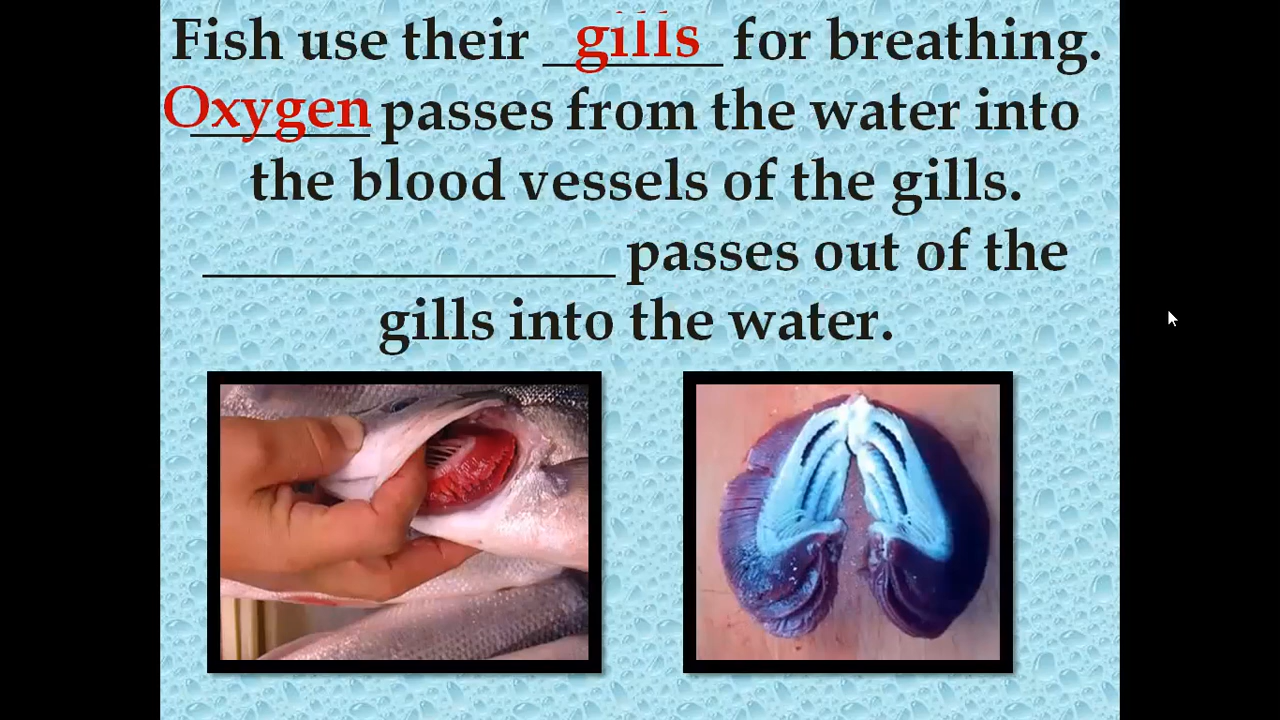 Fish use their gills for breathing.
Oxygen passes from the water into
the blood vessels of the gills.
_______________ passes out of the
gills into the water.